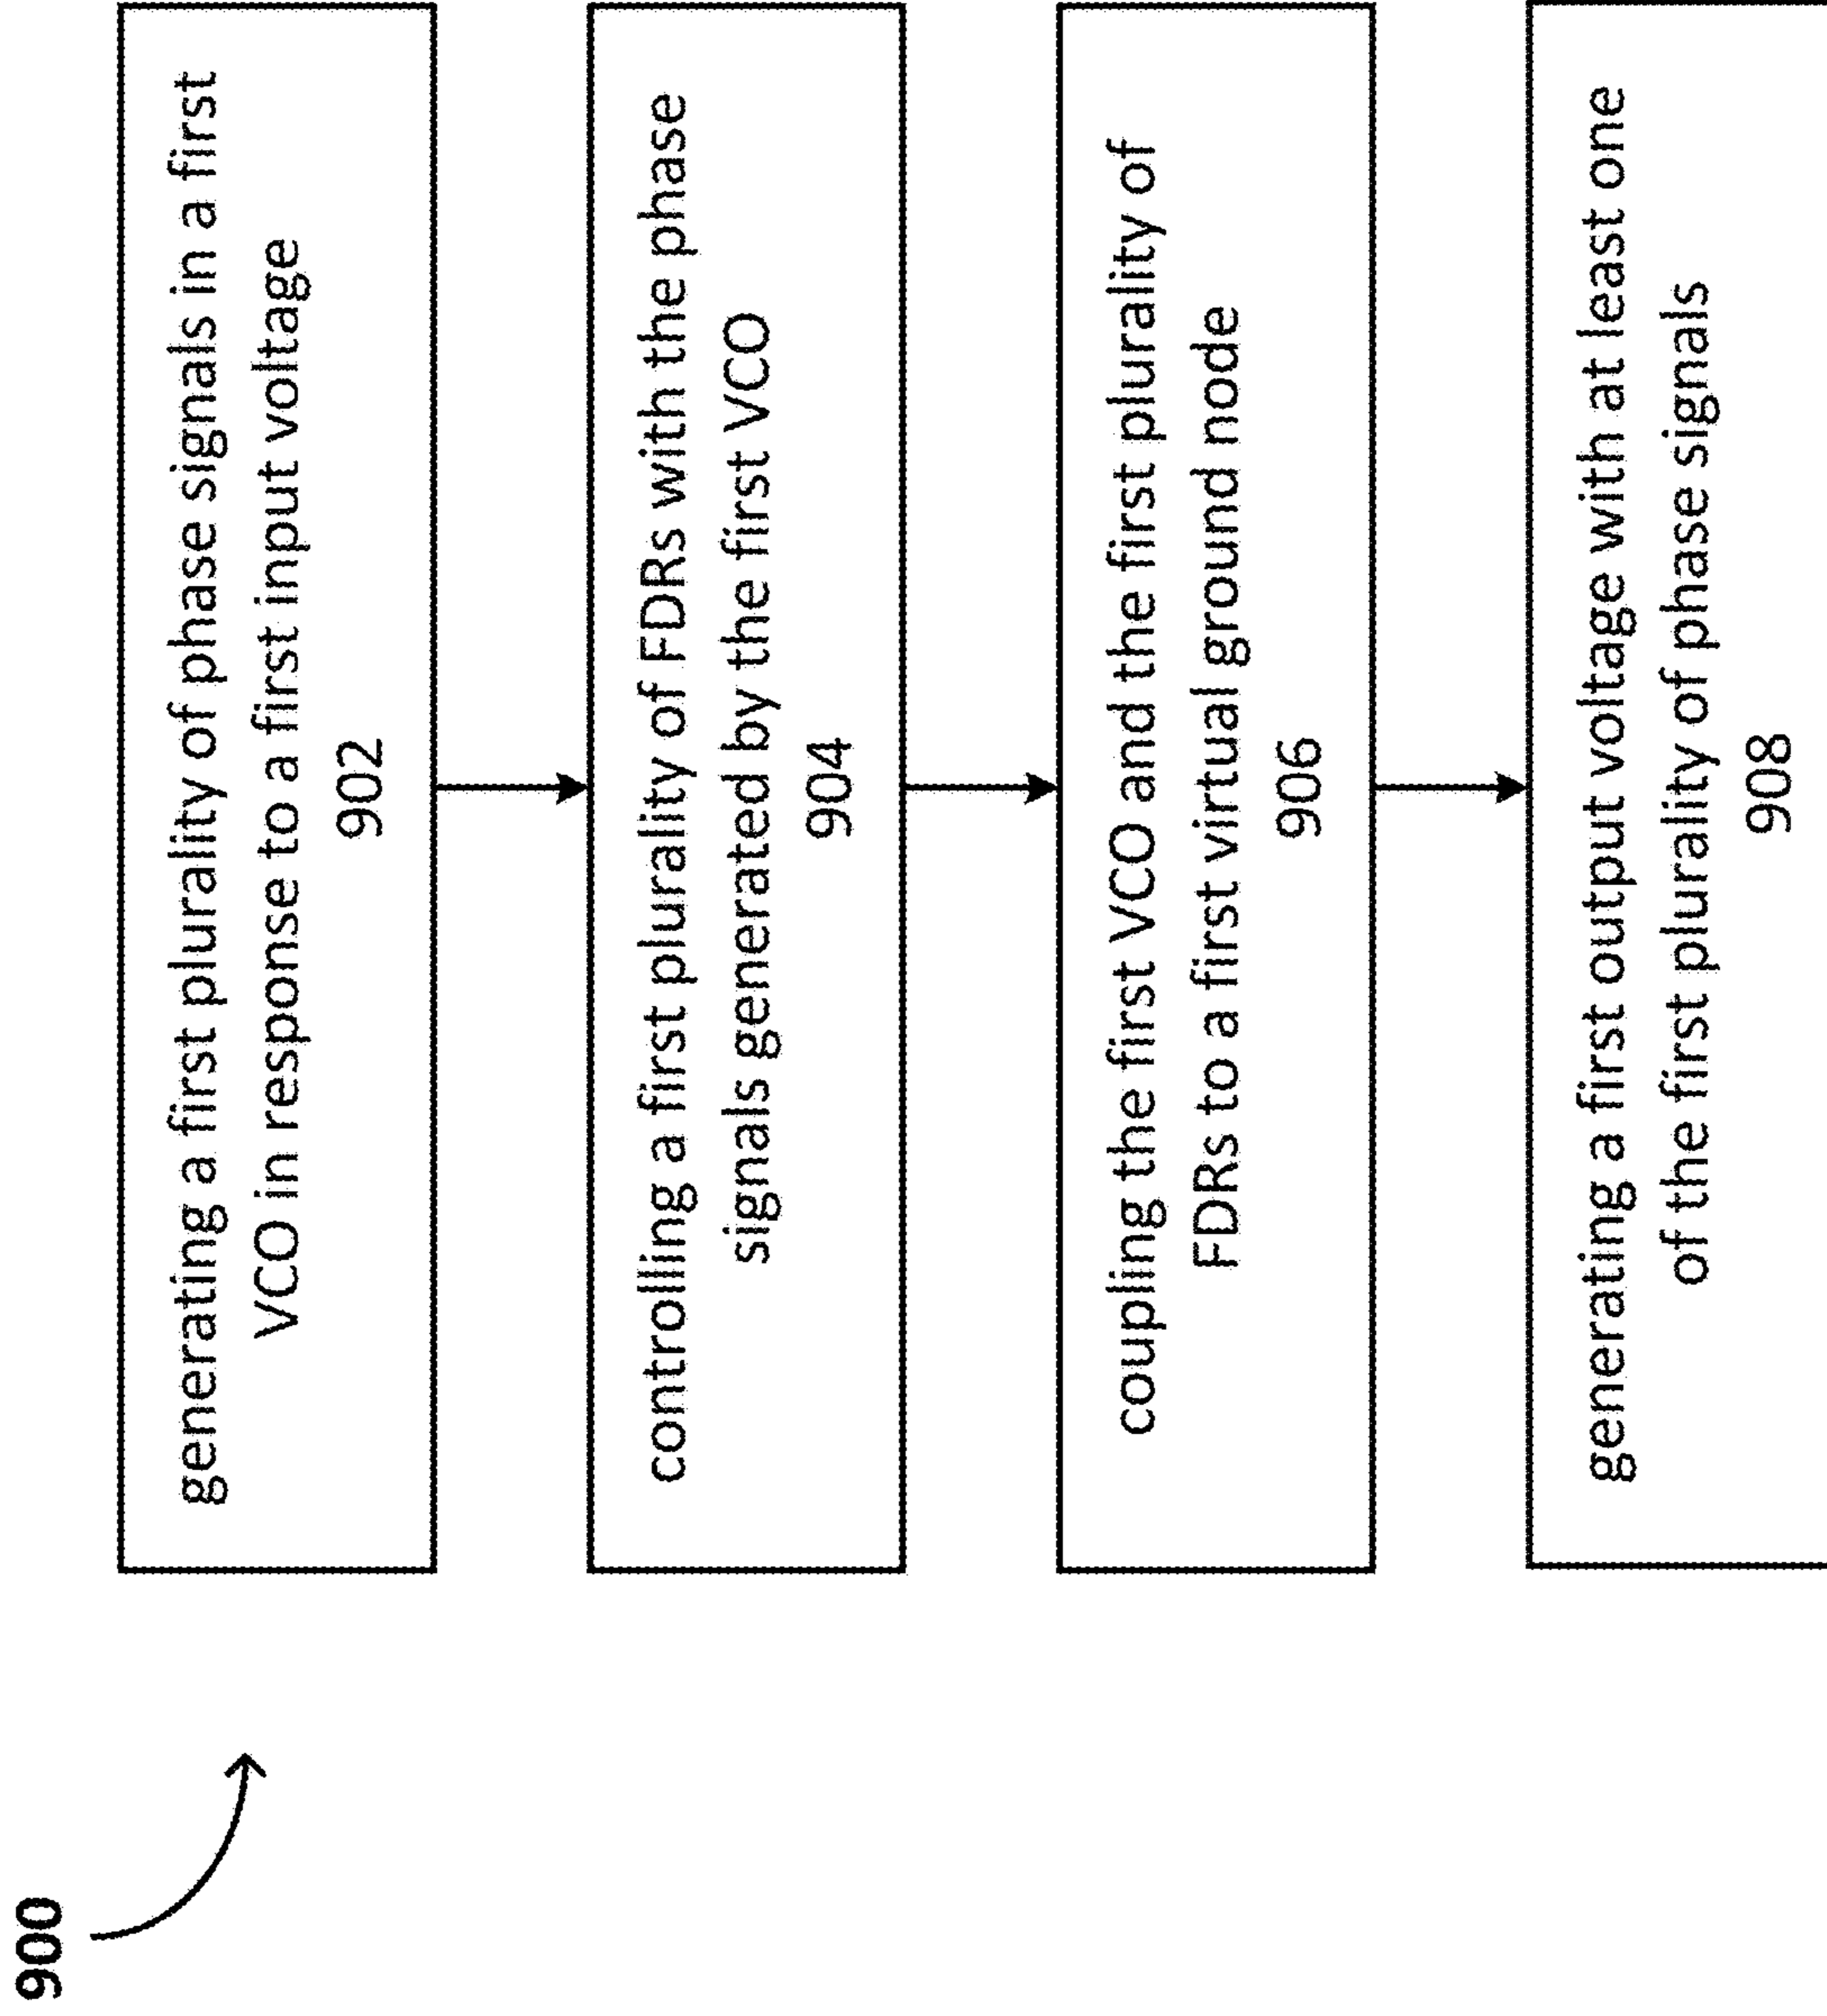 900
generating a first plurality of phase signals in a first
VCO in response to a first input voltage
902
controlling a first plurality of FDRs with the phase
signals generated by the first VCO
904
coupling the first VCO and the first plurality of
FDRs to a first virtual ground node
906
generating a first output voltage with at least one
of the first plurality of phase signals
908